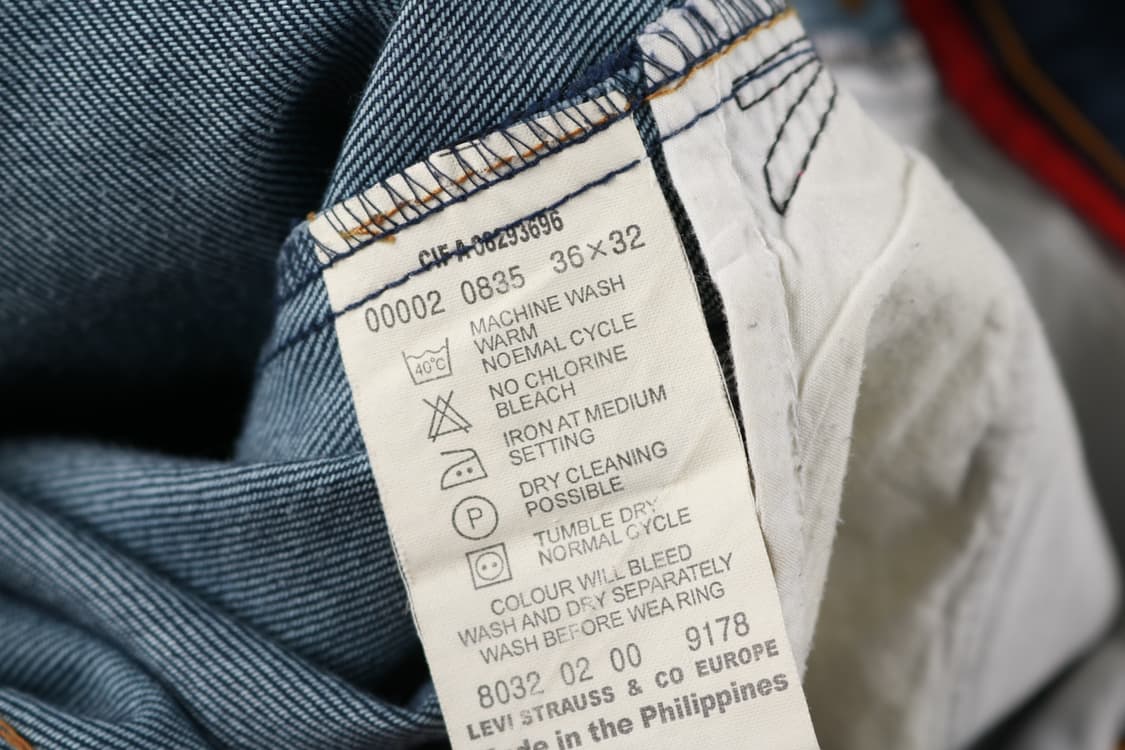 CIF A 08293696
00002 0835 36×32
MACHINE WASH
WARM
NOEMAL CYCLE
40°C
NO CHLORINE
BLEACH
IRON AT MEDIUM
SETTING
DRY CLEANING
POSSIBLE
P
TUMBLE DRY
NORMAL CYCLE
COLOUR WILL BLEED
WASH AND DRY SEPARATELY
WASH BEFORE WEARING
8032 02 00 9178
LEVI STRAUSS & CO EUROPE
in the Philippines